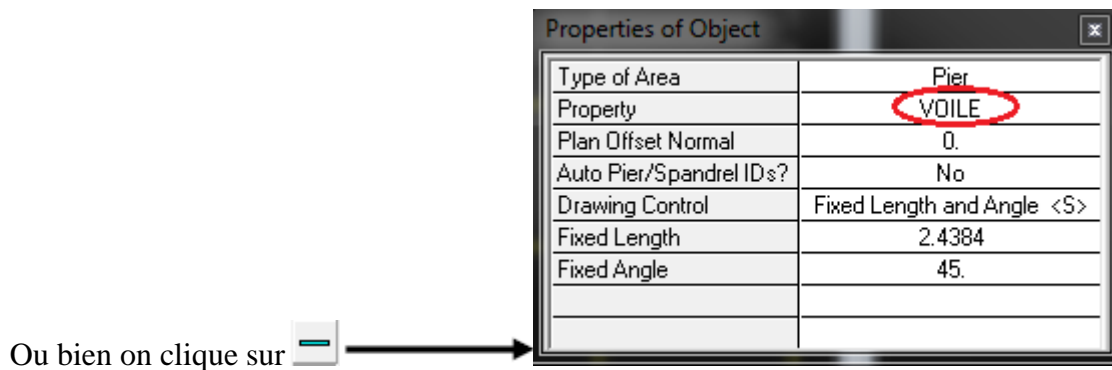 Properties of Object
Type of Area Pier
Property VOILE
Plan Offset Normal 0.
Auto Pier/Spandrel IDs? No
Drawing Control Fixed Length and Angle <S>
Fixed Length 2.4384
Fixed Angle 45.
Ou bien on clique sur